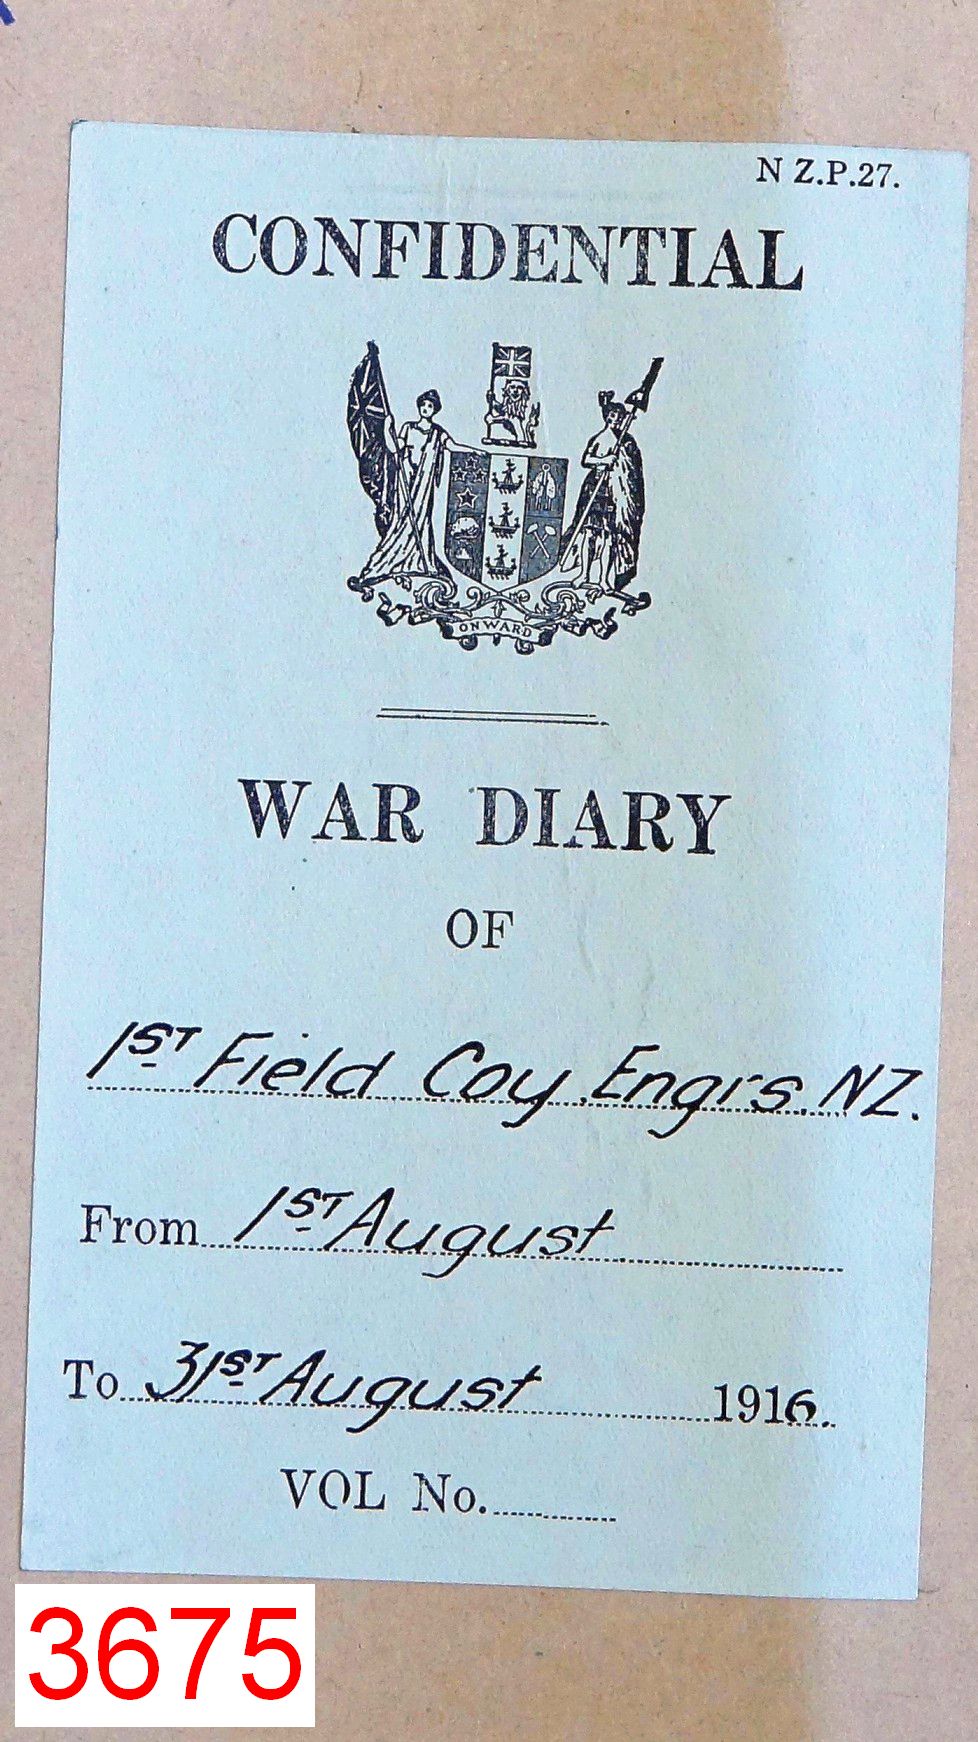 N Z.P.27.
CONFIDENTIAL
ONWARD
WAR DIARY
OF
1ST Field Coy, Engrs. NZ.
From 1ST August
To 31ST August 1916.
VOL No.
3675